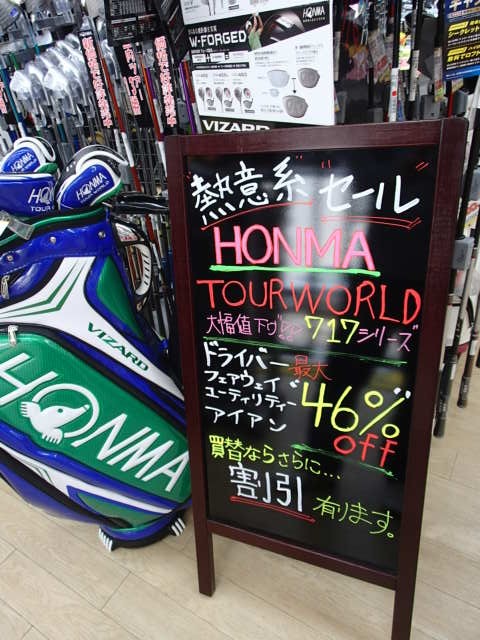 HONMA
W-FORGED
VIZARD
HONMA
TOUR WORLD
HONMA
VIZARD
HONMA
"熱意系"セール"
HONMA
TOURWORLD
大幅値下げ 717シリーズ
ドライバー 最大
フェアウェイ
ユーティリティー
アイアン
"46%"
off
買替ならさらに…
割引 有ります。